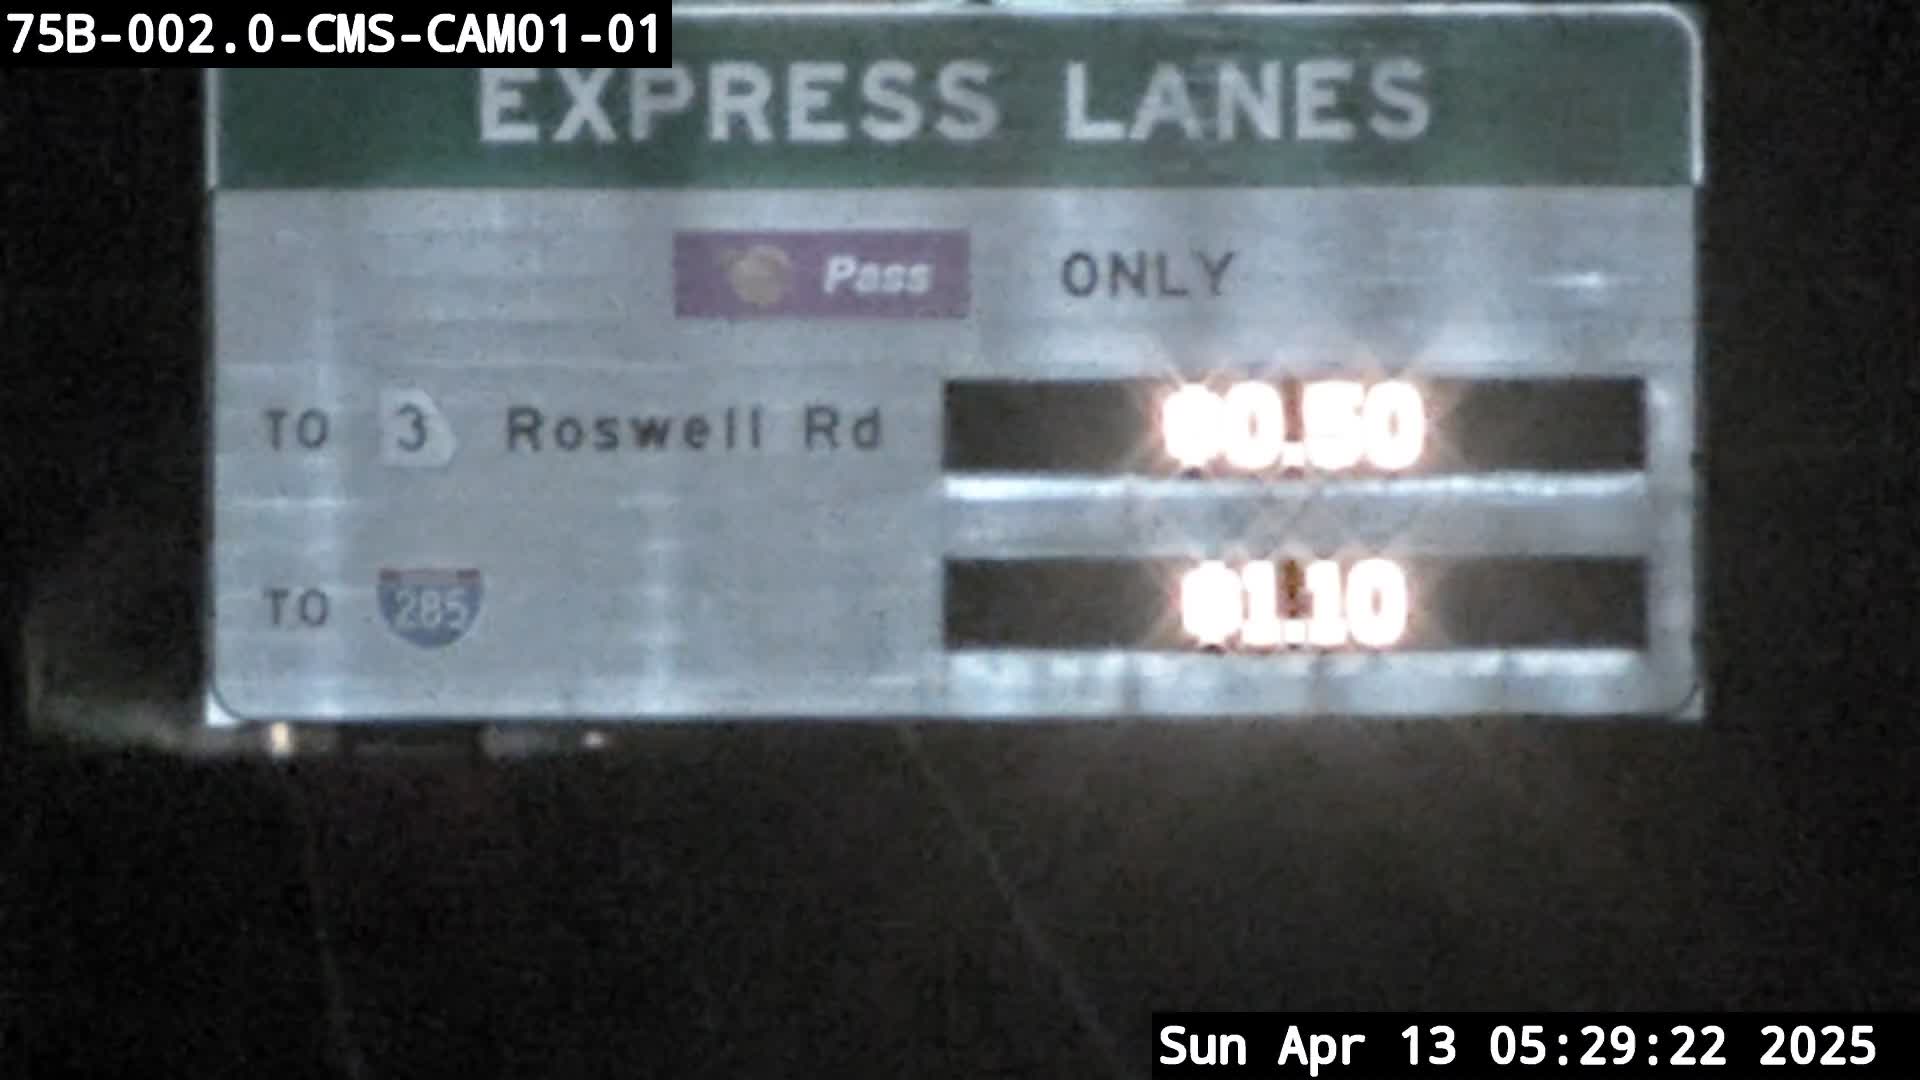 75B-002.0-CMS-CAM01-01
EXPRESS LANES
Pass ONLY
TO 3 Roswell Rd $0.50
TO 285 $1.10
Sun Apr 13 05:29:22 2025